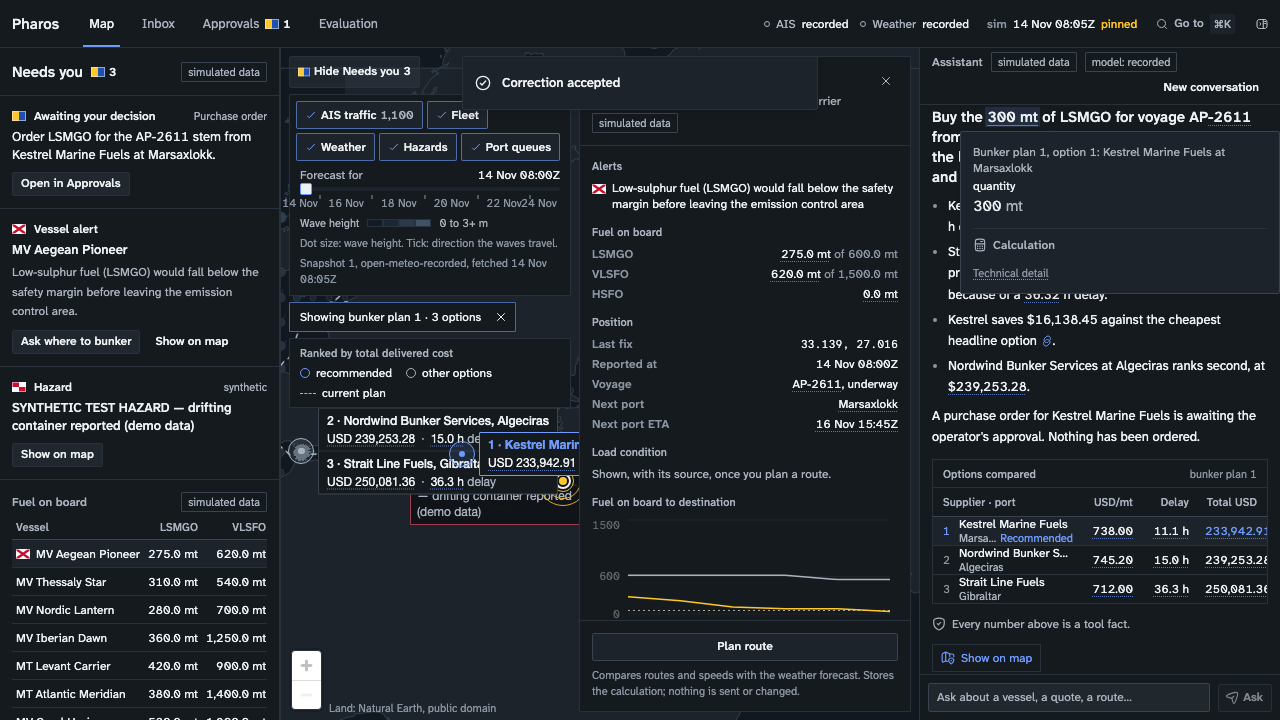 Pharos
Map
Inbox
Approvals 1
Evaluation
AIS recorded
Weather recorded
sim 14 Nov 08:05Z pinned
Go to ⌘K
Needs you 3
simulated data
Awaiting your decision
Purchase order
Order LSMGO for the AP-2611 stem from
Kestrel Marine Fuels at Marsaxlokk.
Open in Approvals
Vessel alert
MV Aegean Pioneer
Low-sulphur fuel (LSMGO) would fall below the
safety margin before leaving the emission
control area.
Ask where to bunker
Show on map
Hazard
synthetic
SYNTHETIC TEST HAZARD — drifting
container reported (demo data)
Show on map
Fuel on board
simulated data
Vessel LSMGO VLSFO
MV Aegean Pioneer 275.0 mt 620.0 mt
MV Thessaly Star 310.0 mt 540.0 mt
MV Nordic Lantern 280.0 mt 700.0 mt
MV Iberian Dawn 360.0 mt 1,250.0 mt
MT Levant Carrier 420.0 mt 900.0 mt
MT Atlantic Meridian 380.0 mt 1,400.0 mt
Hide Needs you 3
AIS traffic 1,100
Fleet
Weather
Hazards
Port queues
Forecast for 14 Nov 08:00Z
14 Nov 16 Nov 18 Nov 20 Nov 22 Nov 24 Nov
Wave height 0 to 3+ m
Dot size: wave height. Tick: direction the waves travel.
Snapshot 1, open-meteo-recorded, fetched 14 Nov
08:05Z
Showing bunker plan 1 · 3 options
Ranked by total delivered cost
recommended
other options
current plan
2 · Nordwind Bunker Services, Algeciras
USD 239,253.28 · 15.0 h de
3 · Strait Line Fuels, Gibralta
USD 250,081.36 · 36.3 h delay
1 · Kestrel Marin
USD 233,942.91
— drifting container reported
(demo data)
Land: Natural Earth, public domain
Correction accepted
rrier
simulated data
Alerts
Low-sulphur fuel (LSMGO) would fall below the safety
margin before leaving the emission control area
Fuel on board
LSMGO 275.0 mt of 600.0 mt
VLSFO 620.0 mt of 1,500.0 mt
HSFO 0.0 mt
Position
Last fix 33.139, 27.016
Reported at 14 Nov 08:00Z
Voyage AP-2611, underway
Next port Marsaxlokk
Next port ETA 16 Nov 15:45Z
Load condition
Shown, with its source, once you plan a route.
Fuel on board to destination
1500
600
0
Plan route
Compares routes and speeds with the weather forecast. Stores
the calculation; nothing is sent or changed.
Assistant
simulated data
model: recorded
New conversation
Buy the 300 mt of LSMGO for voyage AP-2611
from
the
and
Ke
h d
St
pr
because of a 36.32 h delay.
Bunker plan 1, option 1: Kestrel Marine Fuels at
Marsaxlokk
quantity
300 mt
Calculation
Technical detail
Kestrel saves $16,138.45 against the cheapest
headline option.
Nordwind Bunker Services at Algeciras ranks second, at
$239,253.28.
A purchase order for Kestrel Marine Fuels is awaiting the
operator's approval. Nothing has been ordered.
Options compared
bunker plan 1
Supplier · port USD/mt Delay Total USD
1 Kestrel Marine Fuels 738.00 11.1 h 233,942.91
Marsa... Recommended
2 Nordwind Bunker S... 745.20 15.0 h 239,253.28
Algeciras
3 Strait Line Fuels 712.00 36.3 h 250,081.36
Gibraltar
Every number above is a tool fact.
Show on map
Ask about a vessel, a quote, a route...
Ask